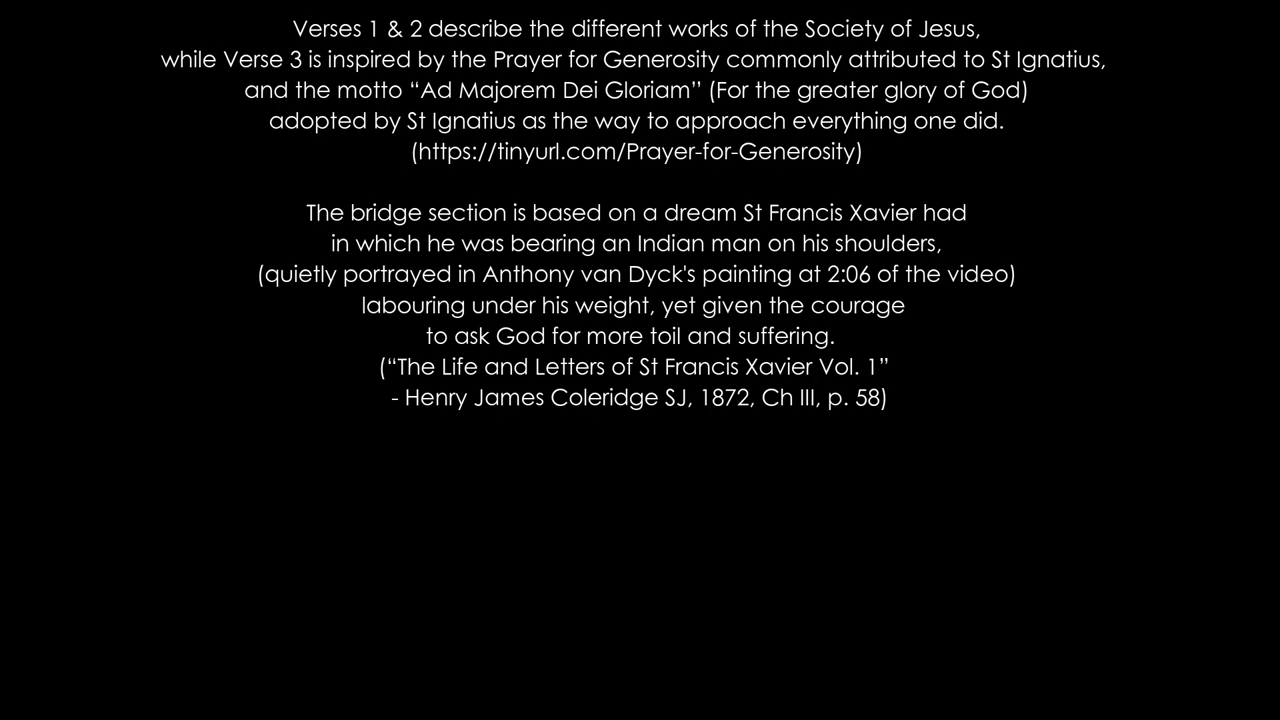 Verses 1 & 2 describe the different works of the Society of Jesus,
while Verse 3 is inspired by the Prayer for Generosity commonly attributed to St Ignatius,
and the motto “Ad Majorem Dei Gloriam” (For the greater glory of God)
adopted by St Ignatius as the way to approach everything one did.
(https://tinyurl.com/Prayer-for-Generosity)
The bridge section is based on a dream St Francis Xavier had
in which he was bearing an Indian man on his shoulders,
(quietly portrayed in Anthony van Dyck's painting at 2:06 of the video)
labouring under his weight, yet given the courage
to ask God for more toil and suffering.
(“The Life and Letters of St Francis Xavier Vol. 1”
- Henry James Coleridge SJ, 1872, Ch III, p. 58)